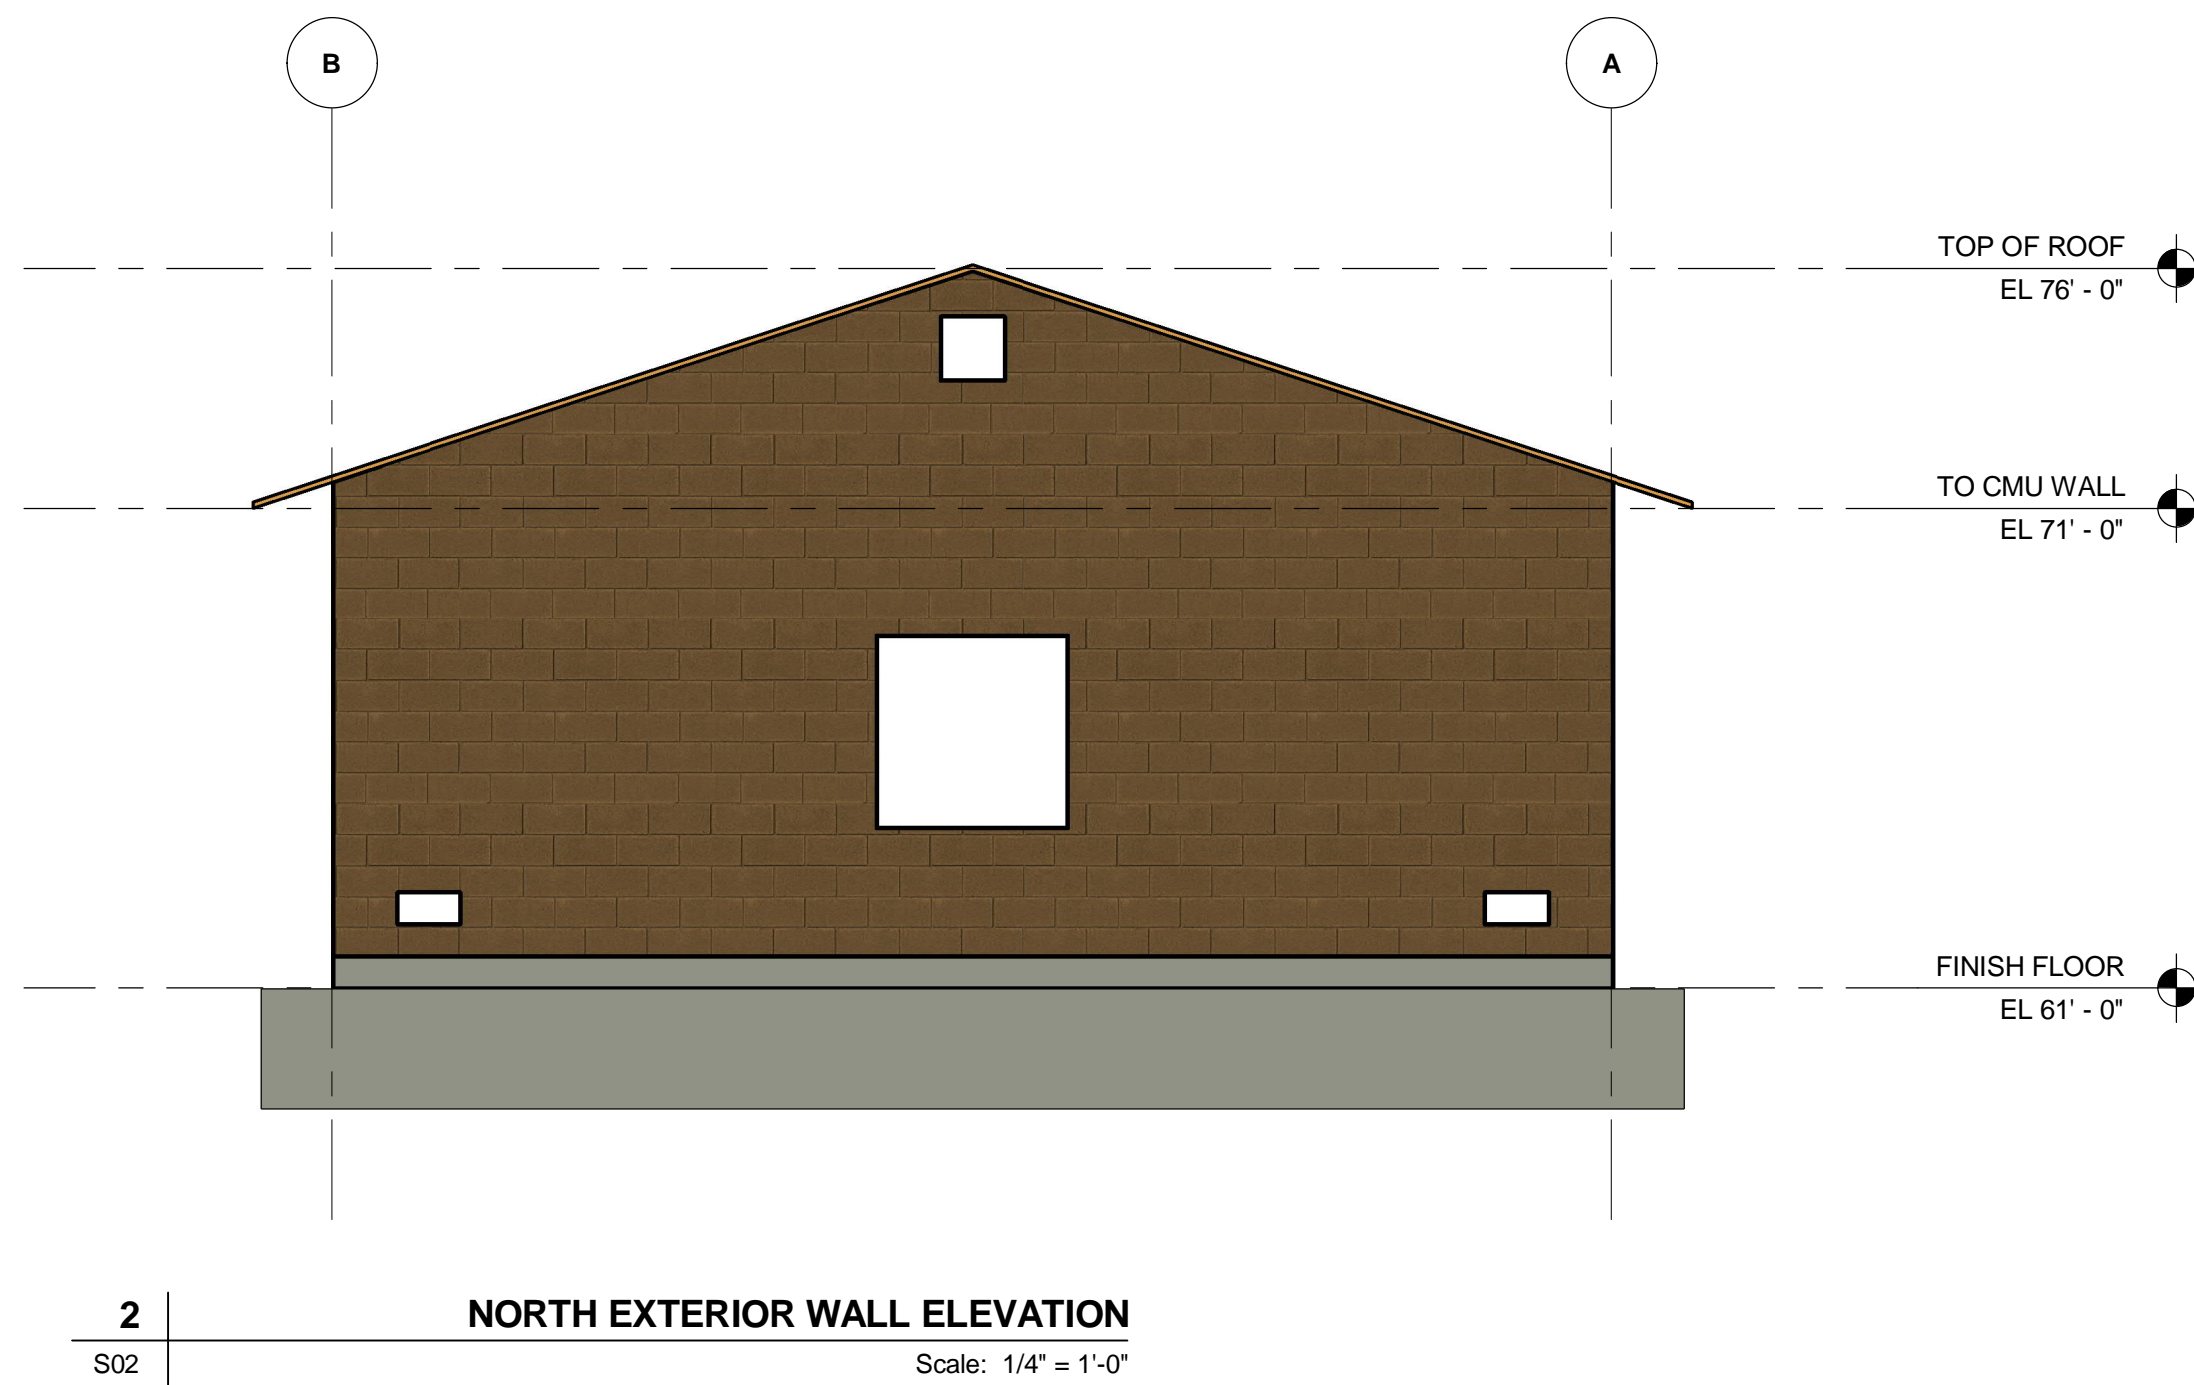 B
A
TOP OF ROOF
EL 76' - 0"
TO CMU WALL
EL 71' - 0"
FINISH FLOOR
EL 61' - 0"
2
NORTH EXTERIOR WALL ELEVATION
S02
Scale: 1/4" = 1'-0"